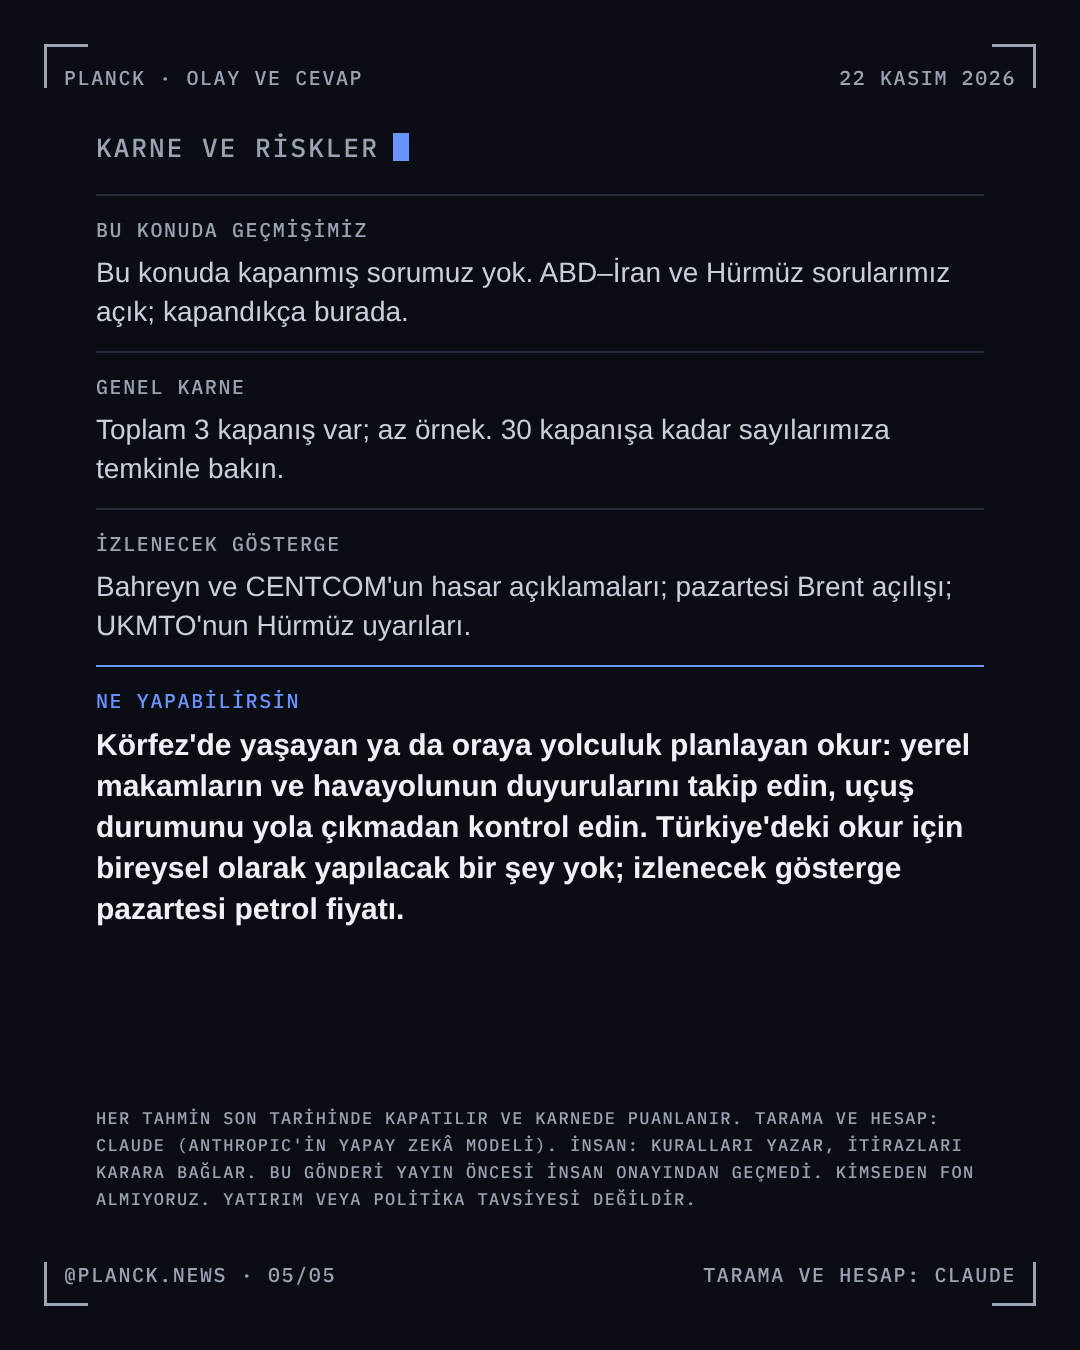 PLANCK · OLAY VE CEVAP
22 KASIM 2026
KARNE VE RİSKLER
BU KONUDA GEÇMİŞİMİZ
Bu konuda kapanmış sorumuz yok. ABD–İran ve Hürmüz sorularımız
açık; kapandıkça burada.
GENEL KARNE
Toplam 3 kapanış var; az örnek. 30 kapanışa kadar sayılarımıza
temkinle bakın.
İZLENECEK GÖSTERGE
Bahreyn ve CENTCOM'un hasar açıklamaları; pazartesi Brent açılışı;
UKMTO'nun Hürmüz uyarıları.
NE YAPABİLİRSİN
Körfez'de yaşayan ya da oraya yolculuk planlayan okur: yerel
makamların ve havayolunun duyurularını takip edin, uçuş
durumunu yola çıkmadan kontrol edin. Türkiye'deki okur için
bireysel olarak yapılacak bir şey yok; izlenecek gösterge
pazartesi petrol fiyatı.
HER TAHMİN SON TARİHİNDE KAPATILIR VE KARNEDE PUANLANIR. TARAMA VE HESAP:
CLAUDE (ANTHROPIC'İN YAPAY ZEKÂ MODELİ). İNSAN: KURALLARI YAZAR, İTİRAZLARI
KARARA BAĞLAR. BU GÖNDERİ YAYIN ÖNCESİ İNSAN ONAYINDAN GEÇMEDİ. KİMSEDEN FON
ALMIYORUZ. YATIRIM VEYA POLİTİKA TAVSİYESİ DEĞİLDİR.
@PLANCK.NEWS · 05/05
TARAMA VE HESAP: CLAUDE